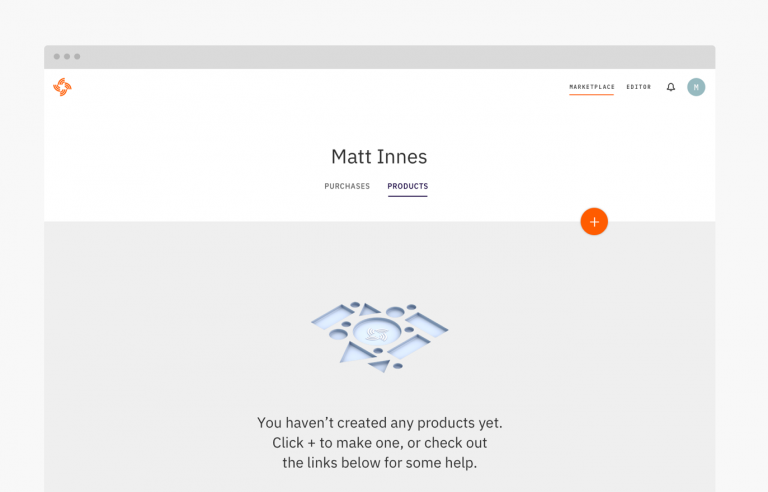 MARKETPLACE EDITOR M
Matt Innes
PURCHASES PRODUCTS
+
You haven’t created any products yet.
Click + to make one, or check out
the links below for some help.